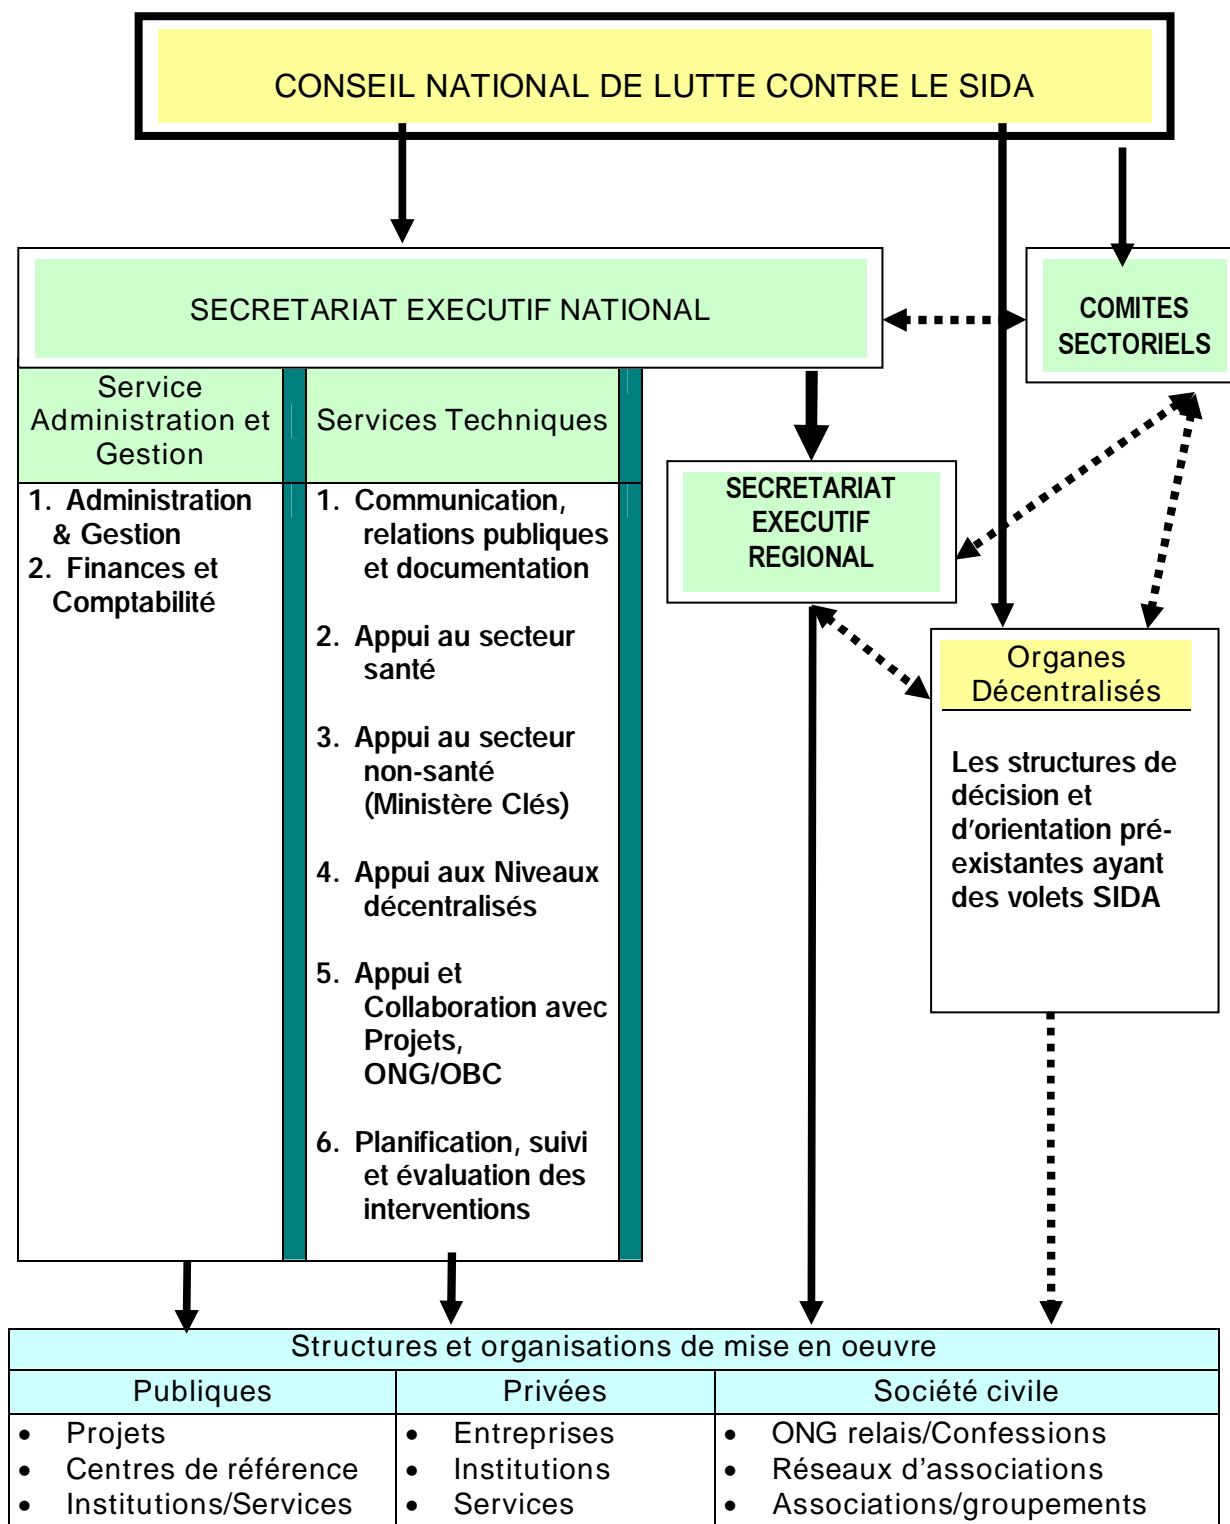 CONSEIL NATIONAL DE LUTTE CONTRE LE SIDA
SECRETARIAT EXECUTIF NATIONAL
COMITES
SECTORIELS
Service
Administration et
Gestion
1. Administration
& Gestion
2. Finances et
Comptabilité
Services Techniques
1. Communication,
relations publiques
et documentation
2. Appui au secteur
santé
3. Appui au secteur
non-santé
(Ministère Clés)
4. Appui aux Niveaux
décentralisés
5. Appui et
Collaboration avec
Projets,
ONG/OBC
6. Planification, suivi
et évaluation des
interventions
SECRETARIAT
EXECUTIF
REGIONAL
Organes
Décentralisés
Les structures de
décision et
d'orientation pré-
existantes ayant
des volets SIDA
Structures et organisations de mise en oeuvre
Publiques
• Projets
• Centres de référence
• Institutions/Services
Privées
• Entreprises
• Institutions
• Services
Société civile
• ONG relais/Confessions
• Réseaux d'associations
• Associations/groupements